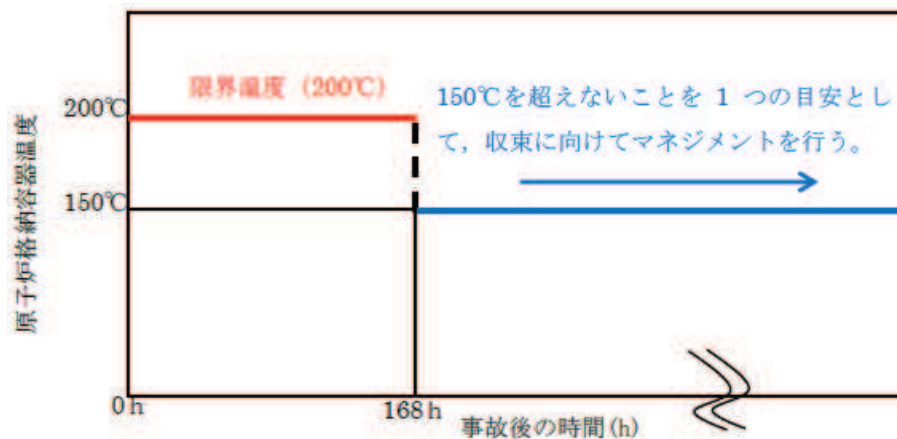 限界温度（200℃）
150℃を超えないことを 1 つの目安とし
て，収束に向けてマネジメントを行う。
200℃
150℃
原子炉格納容器温度
0h
168h
事故後の時間(h)